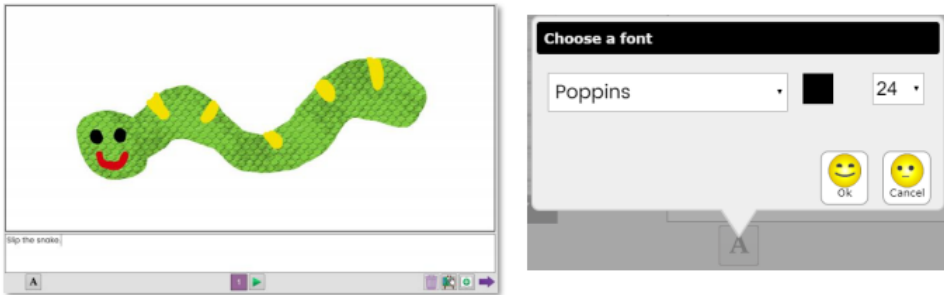 Slip the snake.
A
1
Choose a font
Poppins
24
Ok
Cancel
A